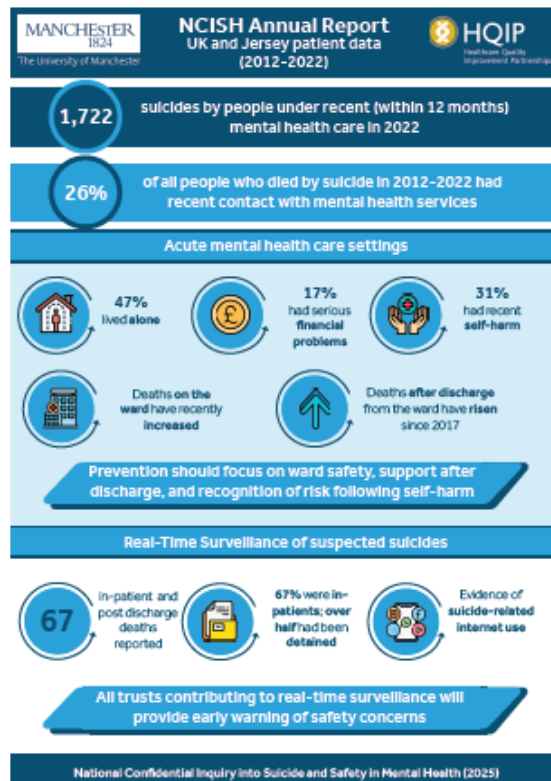 MANCHESTER
1824
The University of Manchester
NCISH Annual Report
UK and Jersey patient data
(2012-2022)
HQIP
Healthcare Quality
Improvement Partnership
1,722
suicides by people under recent (within 12 months)
mental health care in 2022
26%
of all people who died by suicide in 2012-2022 had
recent contact with mental health services
Acute mental health care settings
47%
lived alone
17%
had serious
financial
problems
31%
had recent
self-harm
Deaths on the
ward have recently
increased
Deaths after discharge
from the ward have risen
since 2017
Prevention should focus on ward safety, support after
discharge, and recognition of risk following self-harm
Real-Time Surveillance of suspected suicides
67
in-patient and
post discharge
deaths
reported
67% were in-
patients; over
half had been
detained
Evidence of
suicide-related
internet use
All trusts contributing to real-time surveillance will
provide early warning of safety concerns
National Confidential Inquiry into Suicide and Safety in Mental Health (2025)